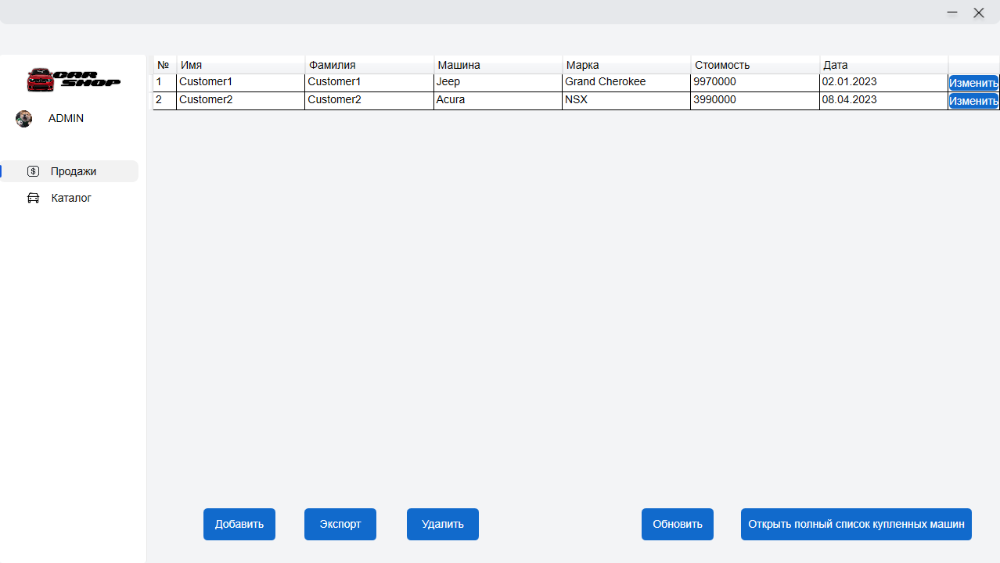 CAR SHOP
ADMIN
Продажи
Каталог
№ Имя Фамилия Машина Марка Стоимость Дата
1 Customer1 Customer1 Jeep Grand Cherokee 9970000 02.01.2023 Изменить
2 Customer2 Customer2 Acura NSX 3990000 08.04.2023 Изменить
Добавить Экспорт Удалить Обновить Открыть полный список купленных машин